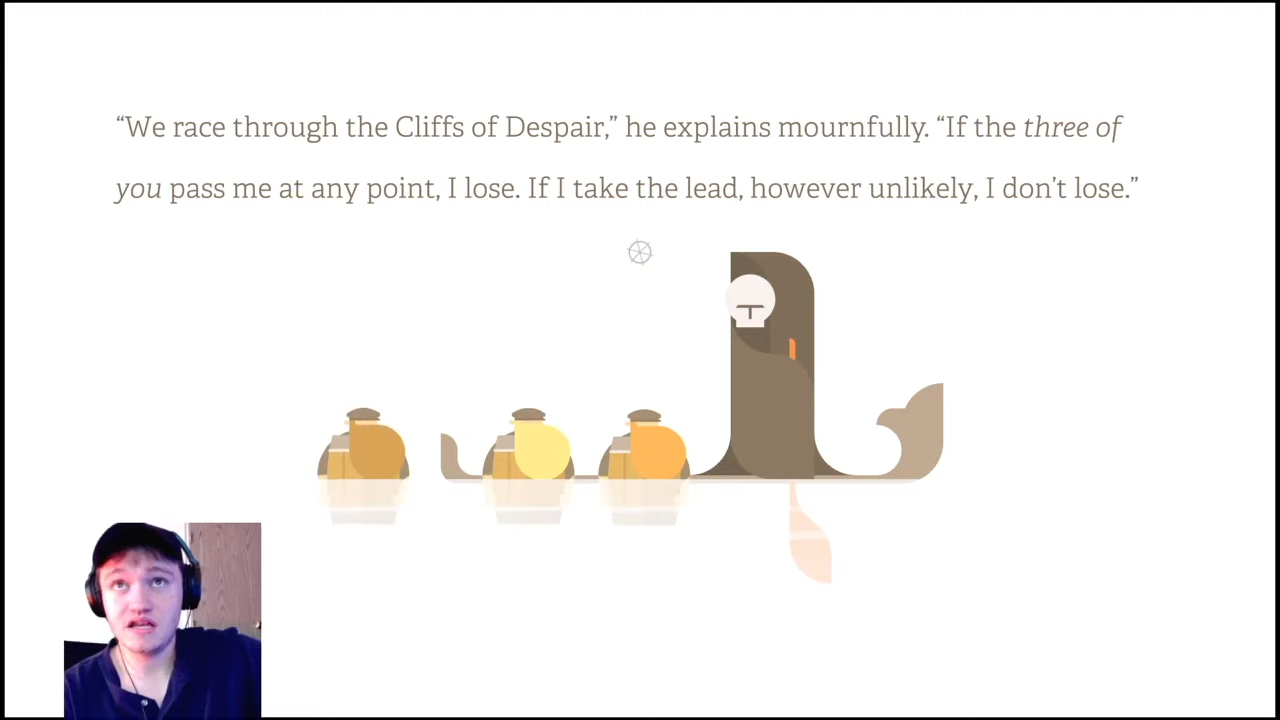 “We race through the Cliffs of Despair,” he explains mournfully. “If the three of
you pass me at any point, I lose. If I take the lead, however unlikely, I don’t lose.”